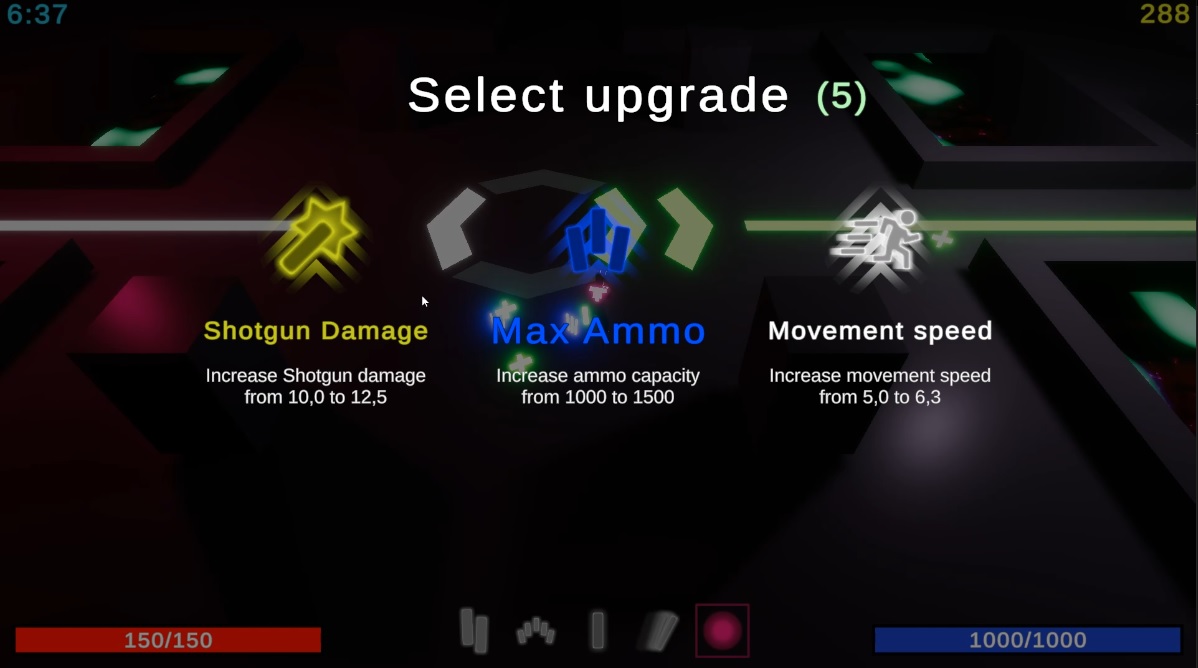 6:37
288
Select upgrade (5)
Shotgun Damage
Increase Shotgun damage
from 10,0 to 12,5
Max Ammo
Increase ammo capacity
from 1000 to 1500
Movement speed
Increase movement speed
from 5,0 to 6,3
150/150
1000/1000